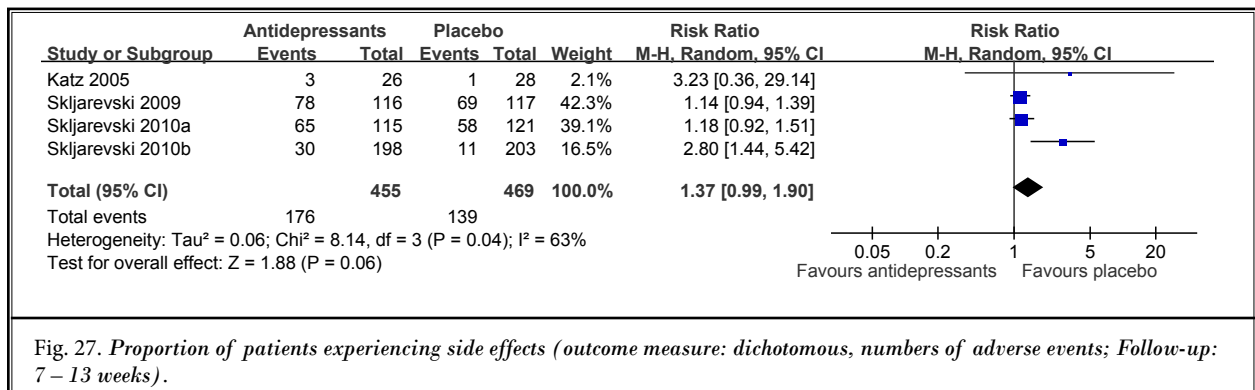 Antidepressants Placebo Risk Ratio Risk Ratio
Study or Subgroup Events Total Events Total Weight M-H, Random, 95% CI M-H, Random, 95% CI
Katz 2005 3 26 1 28 2.1% 3.23 [0.36, 29.14]
Skljarevski 2009 78 116 69 117 42.3% 1.14 [0.94, 1.39]
Skljarevski 2010a 65 115 58 121 39.1% 1.18 [0.92, 1.51]
Skljarevski 2010b 30 198 11 203 16.5% 2.80 [1.44, 5.42]
Total (95% CI) 455 469 100.0% 1.37 [0.99, 1.90]
Total events 176 139
Heterogeneity: Tau² = 0.06; Chi² = 8.14, df = 3 (P = 0.04); I² = 63%
Test for overall effect: Z = 1.88 (P = 0.06)
0.05 0.2 1 5 20
Favours antidepressants Favours placebo
Fig. 27. Proportion of patients experiencing side effects (outcome measure: dichotomous, numbers of adverse events; Follow-up:
7 – 13 weeks).